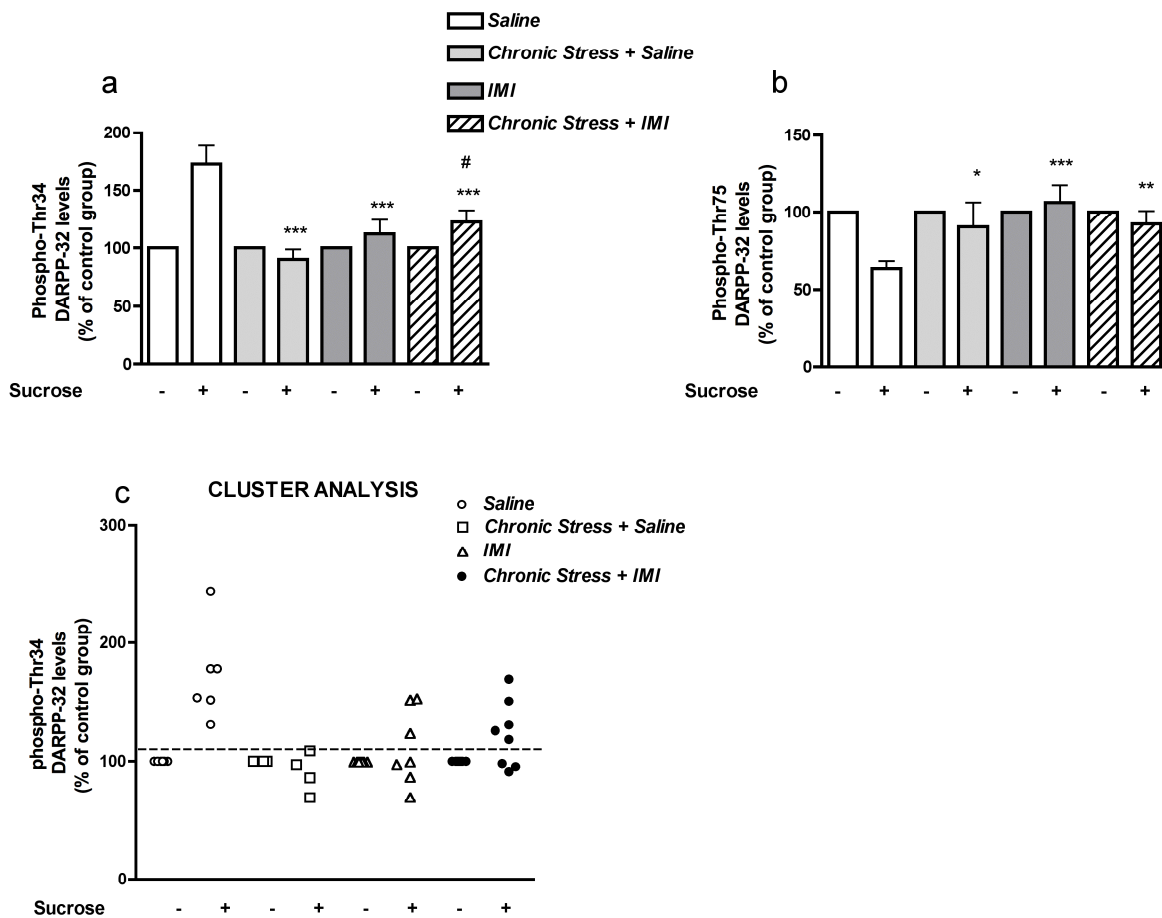 Saline
Chronic Stress + Saline
IMI
Chronic Stress + IMI
a
Phospho-Thr34
DARPP-32 levels
(% of control group)
200
150
100
50
0
***
***
#
***
Sucrose - + - + - + - +
b
Phospho-Thr75
DARPP-32 levels
(% of control group)
150
100
50
0
*
***
**
Sucrose - + - + - + - +
c
CLUSTER ANALYSIS
Saline
Chronic Stress + Saline
IMI
Chronic Stress + IMI
phospho-Thr34
DARPP-32 levels
(% of control group)
300
200
100
0
Sucrose - + - + - + - +